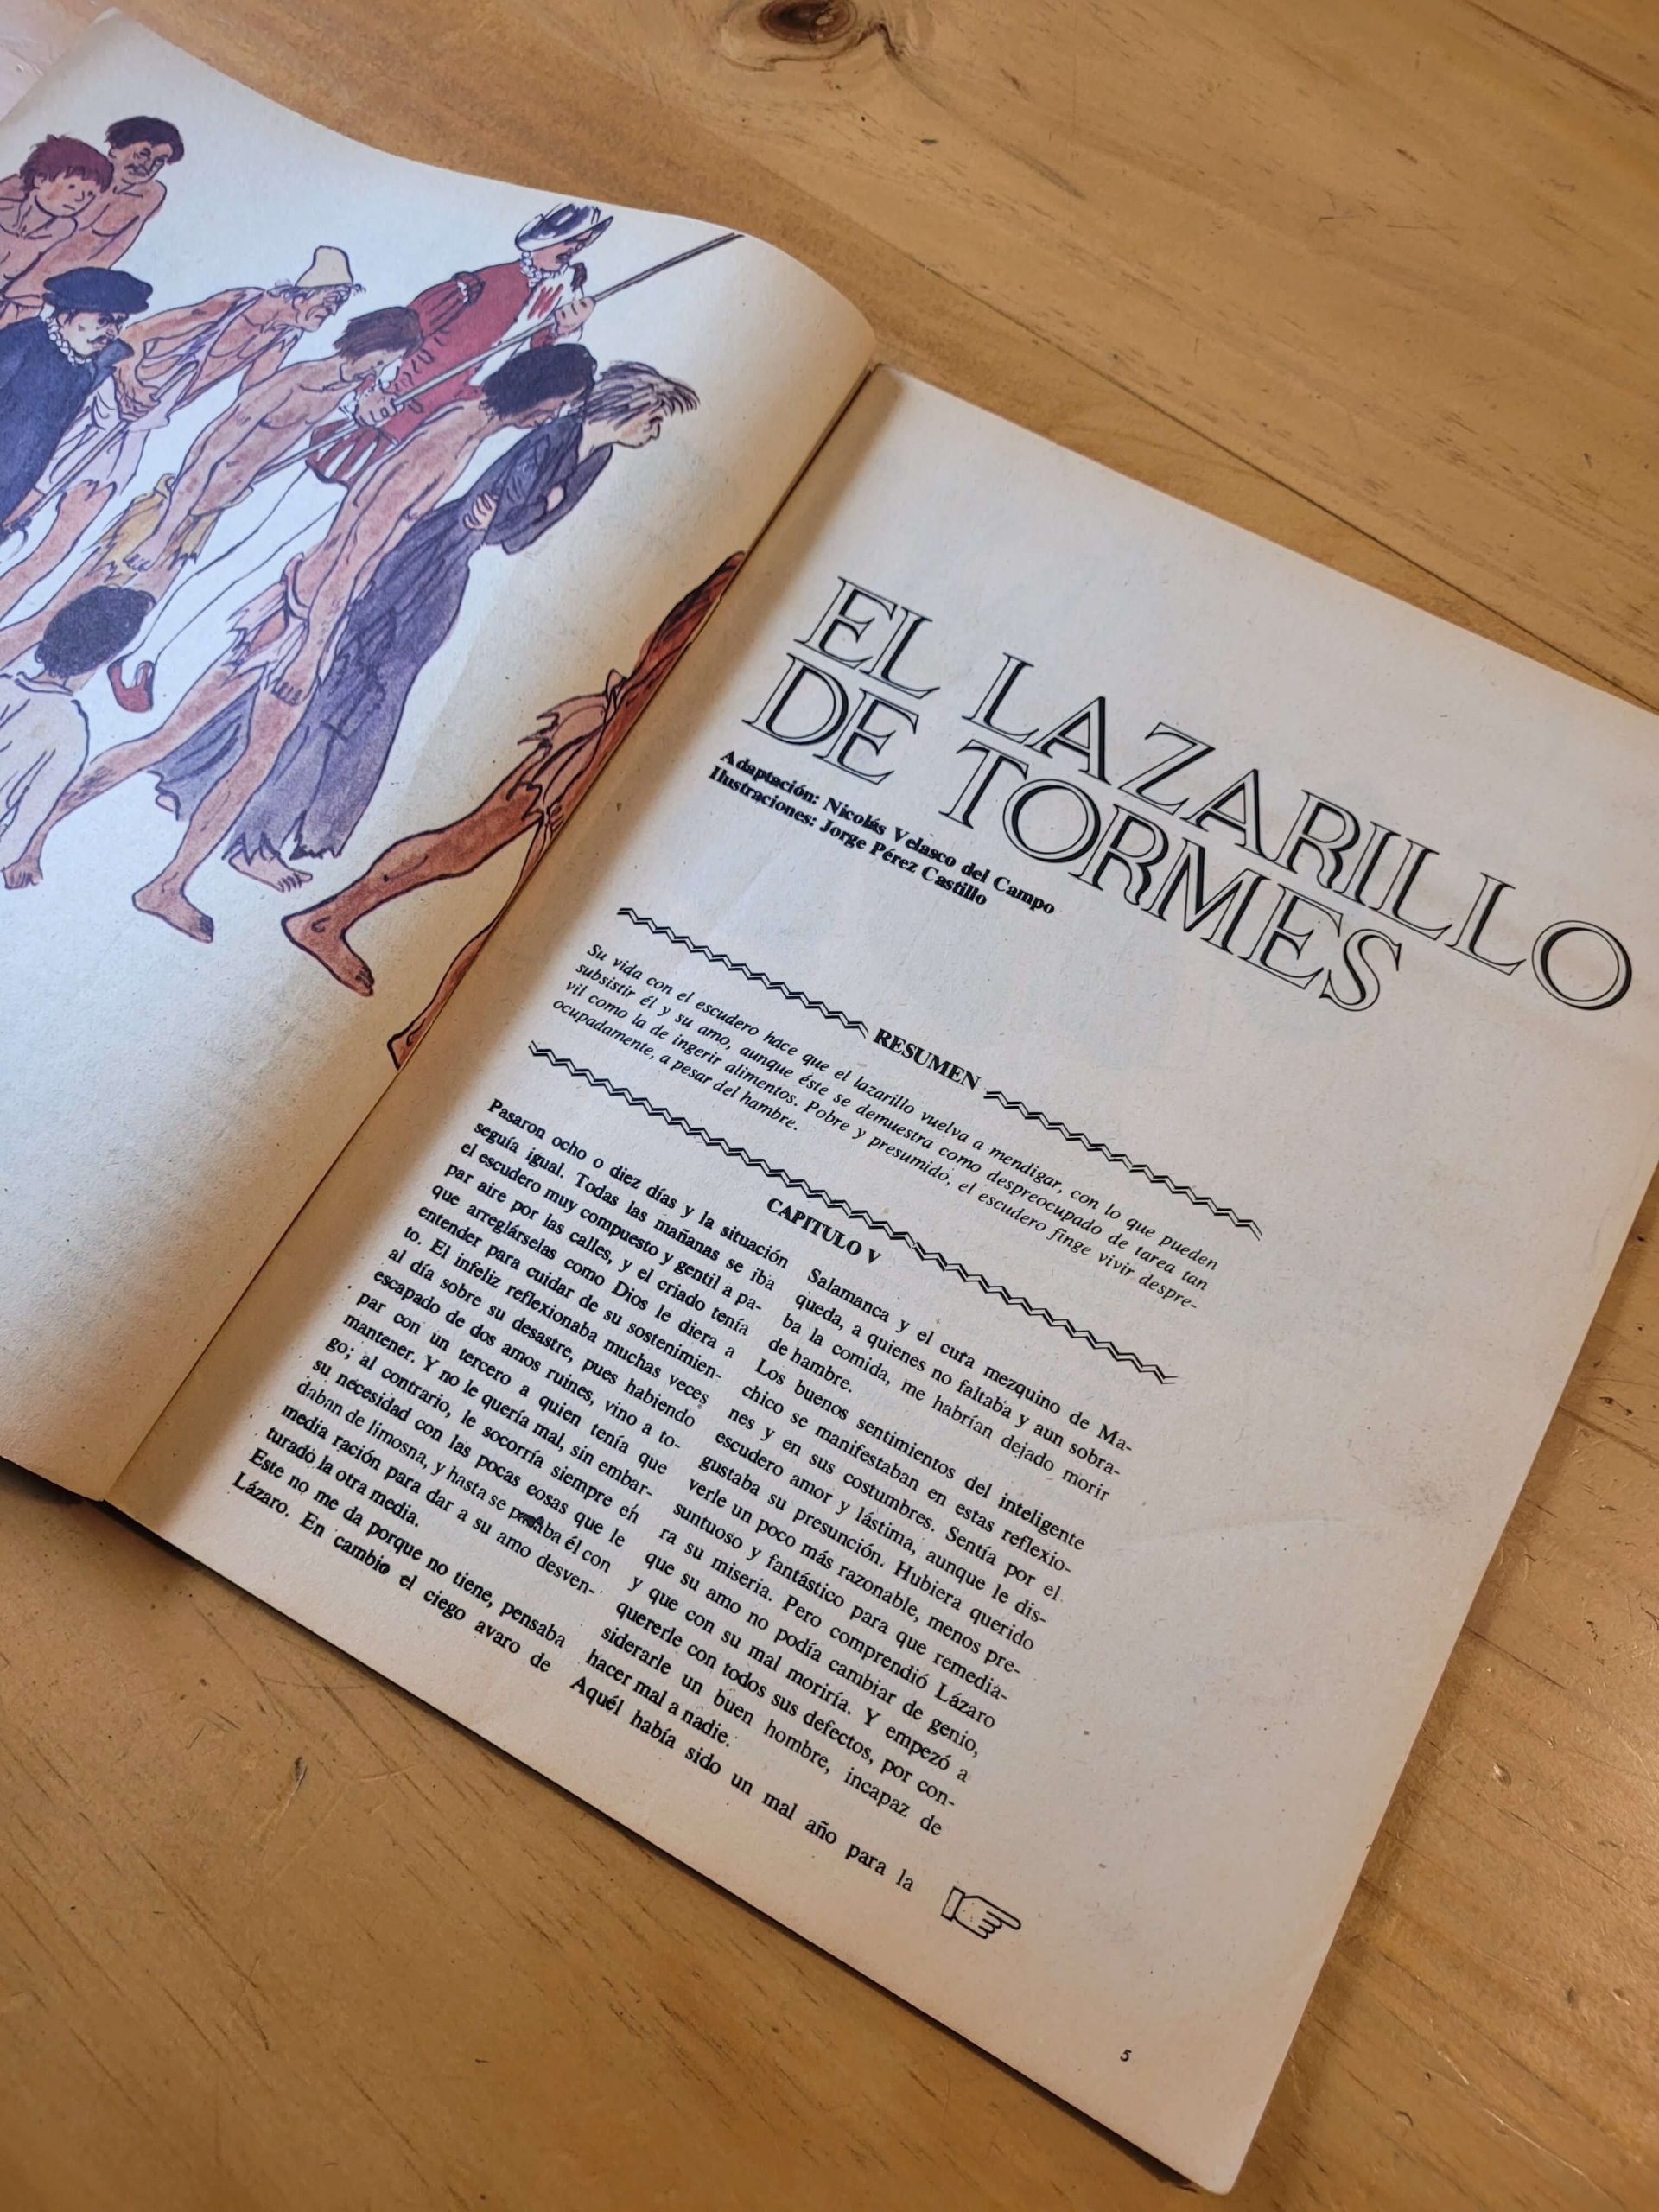 EL LAZARILLO
DE TORMES
Adaptación: Nicolás Velasco del Campo
Ilustraciones: Jorge Pérez Castillo
RESUMEN
Su vida con el escudero hace que el lazarillo vuelva a mendigar, con lo que pueden
subsistir él y su amo, aunque éste se demuestra como despreocupado de tarea tan
vil como la de ingerir alimentos. Pobre y presumido, el escudero finge vivir despre-
ocupadamente, a pesar del hambre.
CAPITULO V
Pasaron ocho o diez días y la situación
seguía igual. Todas las mañanas se iba
el escudero muy compuesto y gentil a pa-
par aire por las calles, y el criado tenía
que arreglárselas como Dios le diera a
entender para cuidar de su sostenimien-
to. El infeliz reflexionaba muchas veces
al día sobre su desastre, pues habiendo
escapado de dos amos ruines, vino a to-
par con un tercero a quien tenía que
mantener. Y no le quería mal, sin embar-
go; al contrario, le socorría siempre en
su necesidad con las pocas cosas que le
daban de limosna, y hasta se pasaba él con
media ración para dar a su amo desven-
turado la otra media.
Este no me da porque no tiene, pensaba
Lázaro. En cambio el ciego avaro de
Salamanca y el cura mezquino de Ma-
queda, a quienes no faltaba y aun sobra-
ba la comida, me habrían dejado morir
de hambre.
Los buenos sentimientos del inteligente
chico se manifestaban en estas reflexio-
nes y en sus costumbres. Sentía por el
escudero amor y lástima, aunque le dis-
gustaba su presunción. Hubiera querido
verle un poco más razonable, menos pre-
suntuoso y fantástico para que remedia-
ra su miseria. Pero comprendió Lázaro
que su amo no podía cambiar de genio,
y que con su mal moriría. Y empezó a
quererle con todos sus defectos, por con-
siderarle un buen hombre, incapaz de
hacer mal a nadie.
Aquél había sido un mal año para la
5